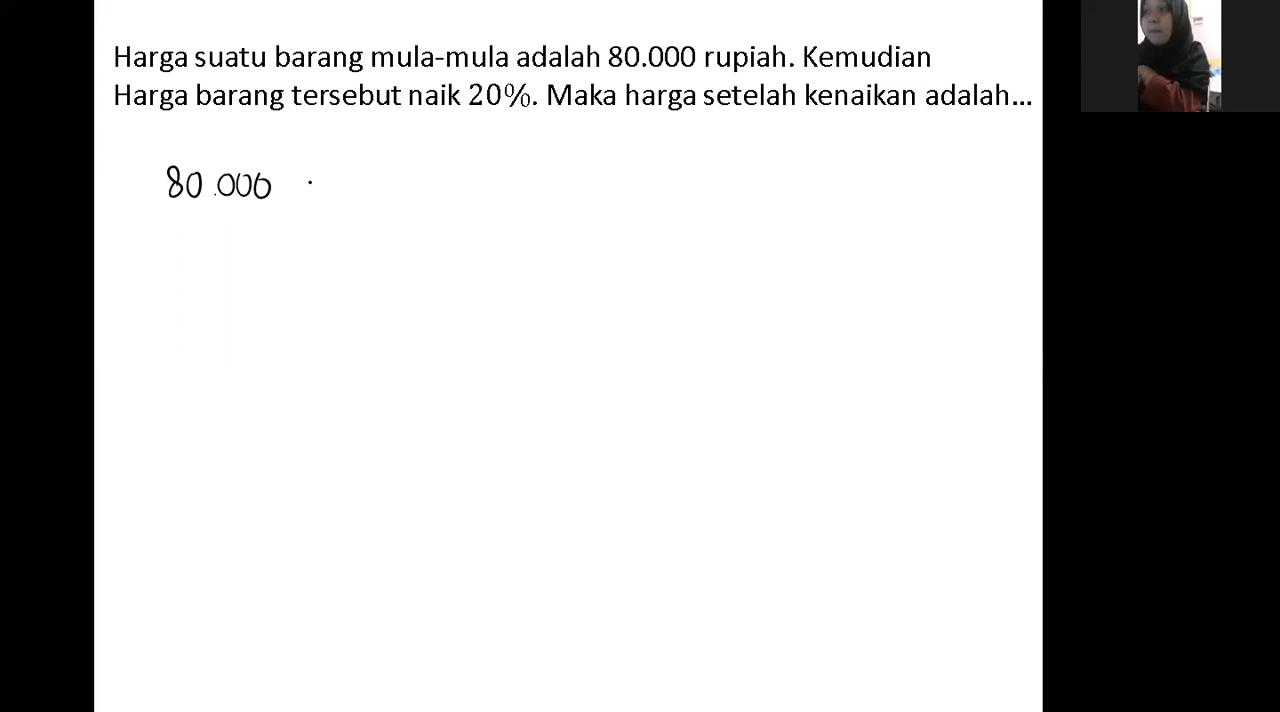 Harga suatu barang mula-mula adalah 80.000 rupiah. Kemudian
Harga barang tersebut naik 20%. Maka harga setelah kenaikan adalah...
80.000